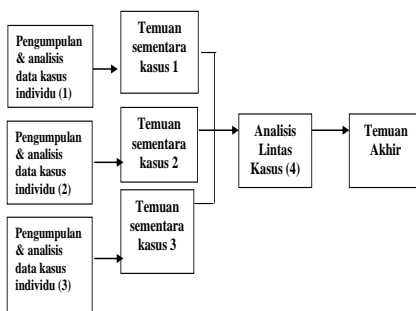 Pengumpulan
& analisis
data kasus
individu (1)
Temuan
sementara
kasus 1
Pengumpulan
& analisis
data kasus
individu (2)
Temuan
sementara
kasus 2
Pengumpulan
& analisis
data kasus
individu (3)
Temuan
sementara
kasus 3
Analisis
Lintas
Kasus (4)
Temuan
Akhir